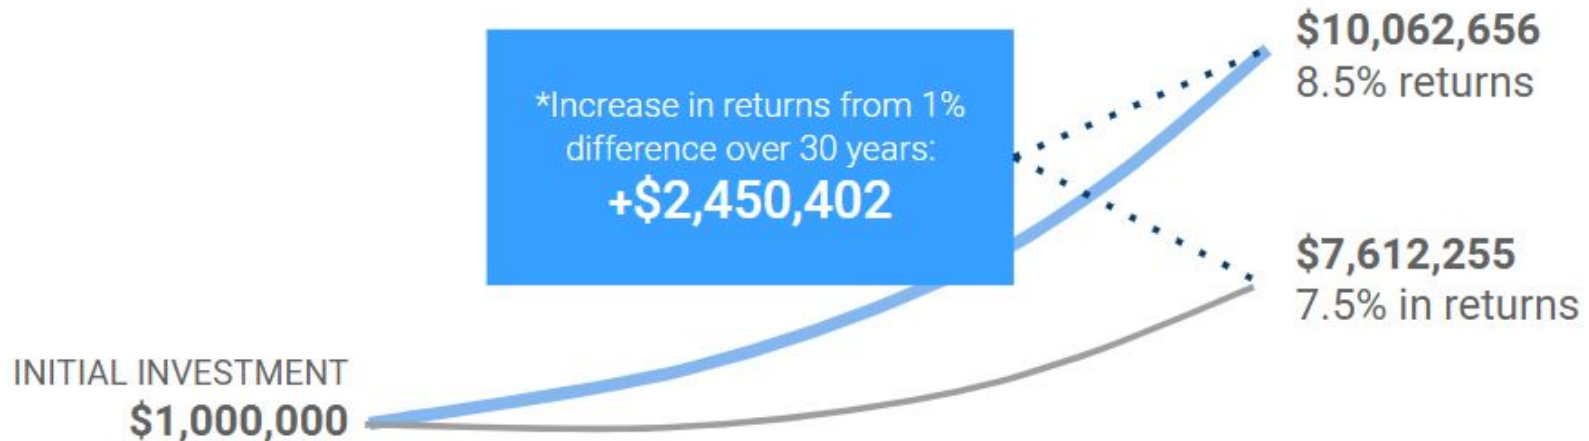 $10,062,656
8.5% returns
*Increase in returns from 1%
difference over 30 years:
+$2,450,402
$7,612,255
7.5% in returns
INITIAL INVESTMENT
$1,000,000